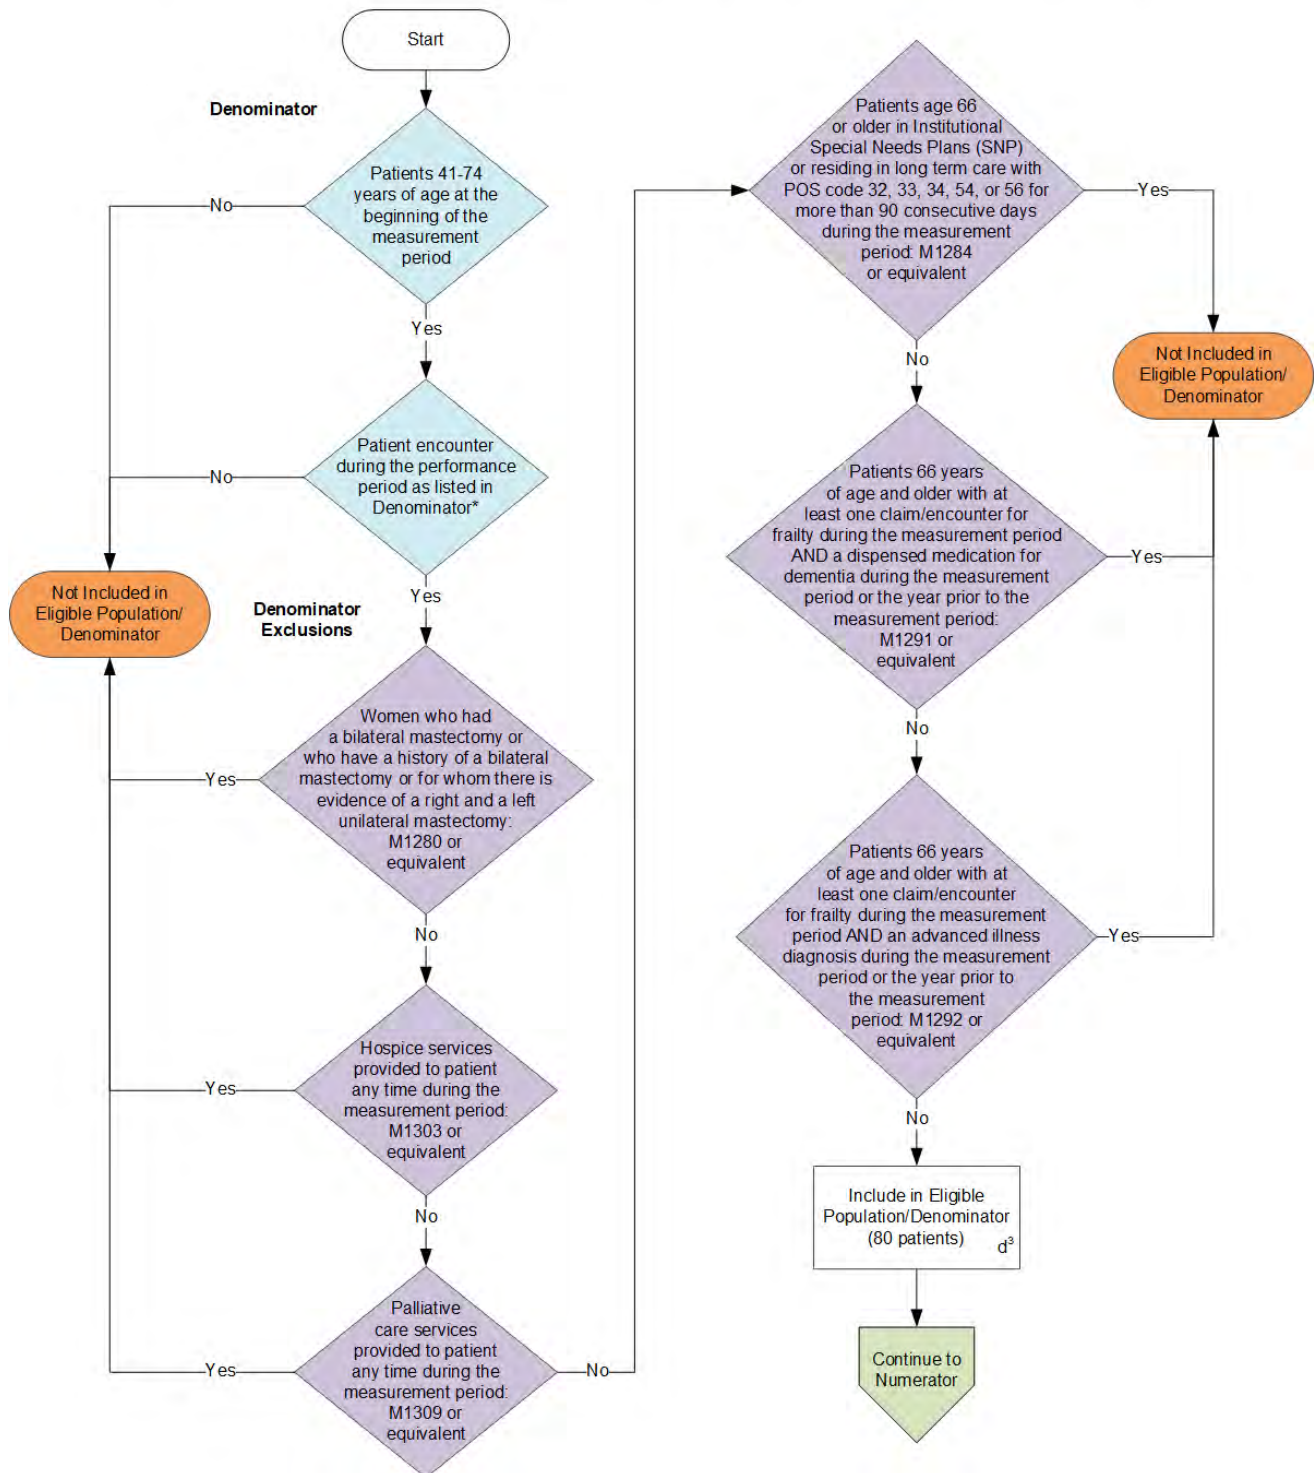 Start
Denominator
Patients 41-74
years of age at the
beginning of the
measurement
period
No
Yes
Patient encounter
during the performance
period as listed in
Denominator*
No
Yes
Not Included in
Eligible Population/
Denominator
Denominator
Exclusions
Women who had
a bilateral mastectomy or
who have a history of a bilateral
mastectomy or for whom there is
evidence of a right and a left
unilateral mastectomy:
M1280 or
equivalent
Yes
No
Hospice services
provided to patient
any time during the
measurement period:
M1303 or
equivalent
Yes
No
Palliative
care services
provided to patient
any time during the
measurement period:
M1309 or
equivalent
Yes
No
Patients age 66
or older in Institutional
Special Needs Plans (SNP)
or residing in long term care with
POS code 32, 33, 34, 54, or 56 for
more than 90 consecutive days
during the measurement
period: M1284
or equivalent
Yes
No
Not Included in
Eligible Population/
Denominator
Patients 66 years
of age and older with at
least one claim/encounter for
frailty during the measurement period
AND a dispensed medication for
dementia during the measurement
period or the year prior to the
measurement period:
M1291 or
equivalent
Yes
No
Patients 66 years
of age and older with at
least one claim/encounter
for frailty during the measurement
period AND an advanced illness
diagnosis during the measurement
period or the year prior to
the measurement
period: M1292 or
equivalent
Yes
No
Include in Eligible
Population/Denominator
(80 patients)
d³
Continue to
Numerator